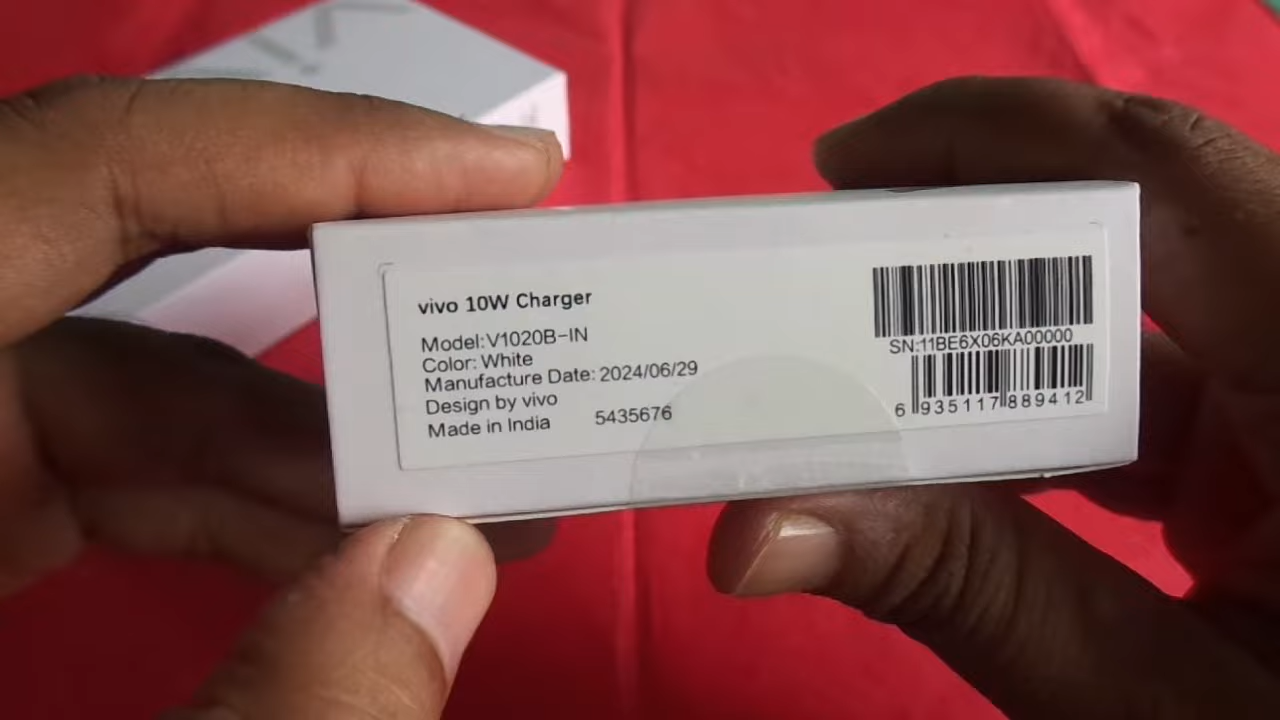 vivo 10W Charger
Model:V1020B-IN
Color: White
Manufacture Date: 2024/06/29
Design by vivo
Made in India 5435676
SN:11BE6X06KA00000
6 935117 889412